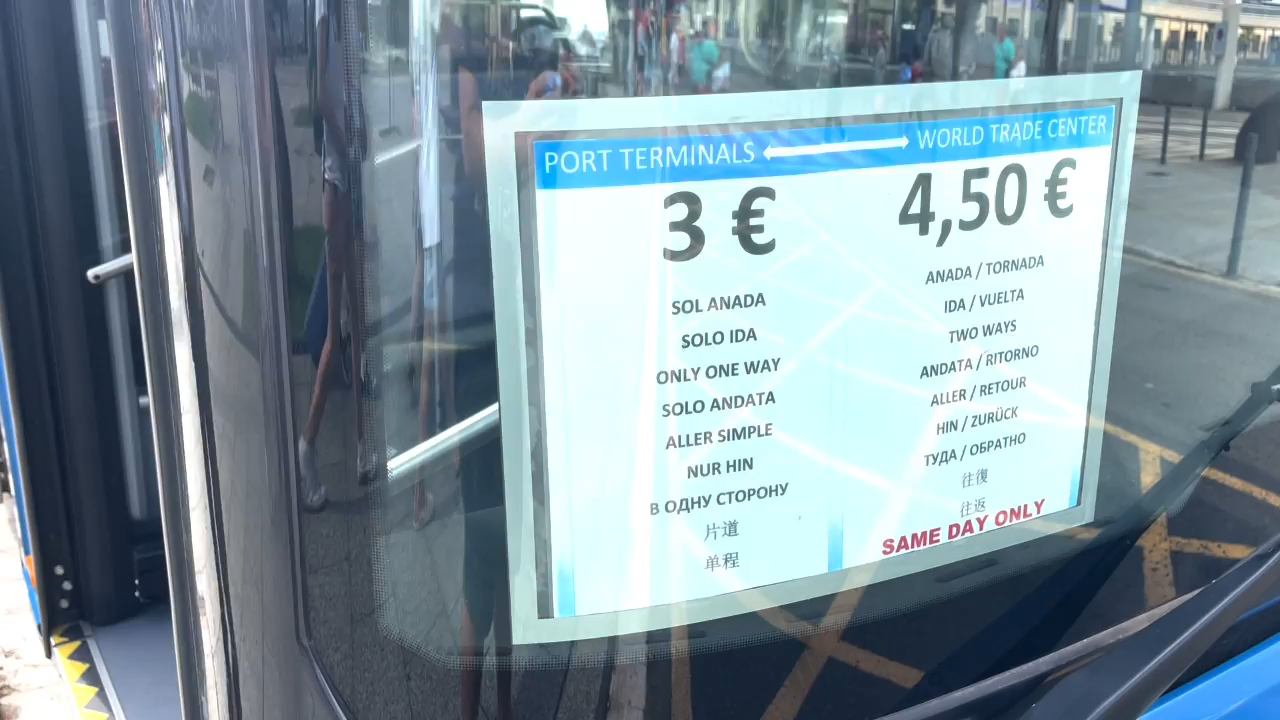 PORT TERMINALS ⟷ WORLD TRADE CENTER
3 €
SOL ANADA
SOLO IDA
ONLY ONE WAY
SOLO ANDATA
ALLER SIMPLE
NUR HIN
В ОДНУ СТОРОНУ
片道
单程
4,50 €
ANADA / TORNADA
IDA / VUELTA
TWO WAYS
ANDATA / RITORNO
ALLER / RETOUR
HIN / ZURÜCK
ТУДА / ОБРАТНО
往復
往返
SAME DAY ONLY